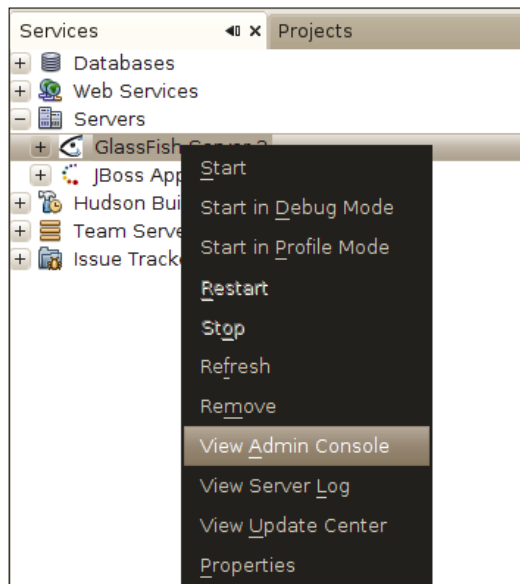 Services Projects
Databases
Web Services
Servers
GlassFish Server 3
Start
JBoss App
Start in Debug Mode
Hudson Bui
Team Serve
Start in Profile Mode
Issue Track
Restart
Stop
Refresh
Remove
View Admin Console
View Server Log
View Update Center
Properties